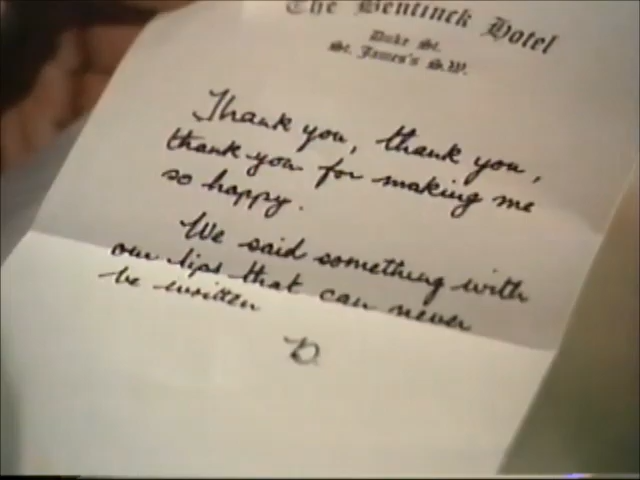 The Bentinck Hotel
Duke St.
St. James's S.W.
Thank you, thank you,
thank you for making me
so happy.
We said something with
our lips that can never
be written
D.